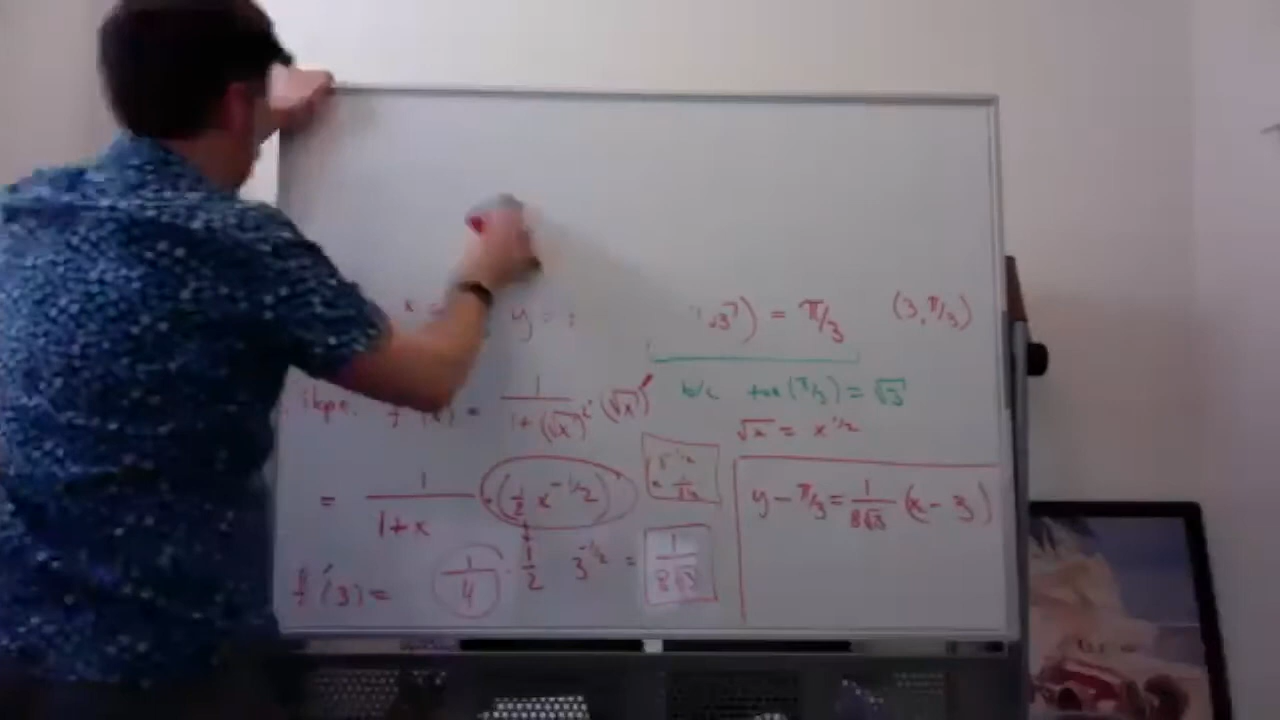 x = y = √3) = π/3 (3, π/3)
slope: f'(x) = 1/(1+(√x)²) · (√x)' b/c tan(π/3) = √3
√x = x^1/2
= 1/(1+x) · (1/2 x^-1/2)
y - π/3 = 1/(8√3) (x - 3)
f'(3) = 1/4 · 1/2 3^-1/2 = 1/(8√3)